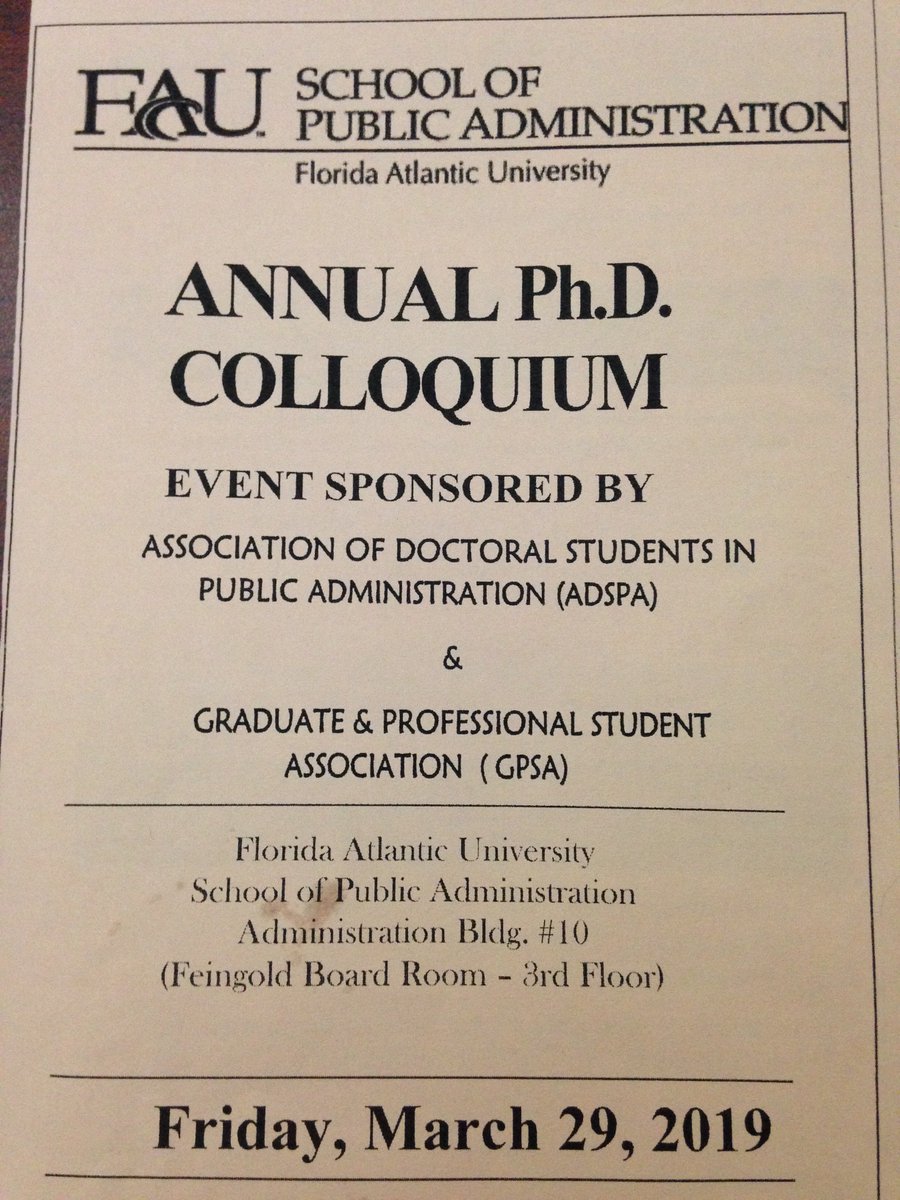 FAU™ SCHOOL OF
PUBLIC ADMINISTRATION
Florida Atlantic University
ANNUAL Ph.D.
COLLOQUIUM
EVENT SPONSORED BY
ASSOCIATION OF DOCTORAL STUDENTS IN
PUBLIC ADMINISTRATION (ADSPA)
&
GRADUATE & PROFESSIONAL STUDENT
ASSOCIATION ( GPSA)
Florida Atlantic University
School of Public Administration
Administration Bldg. #10
(Feingold Board Room – 3rd Floor)
Friday, March 29, 2019